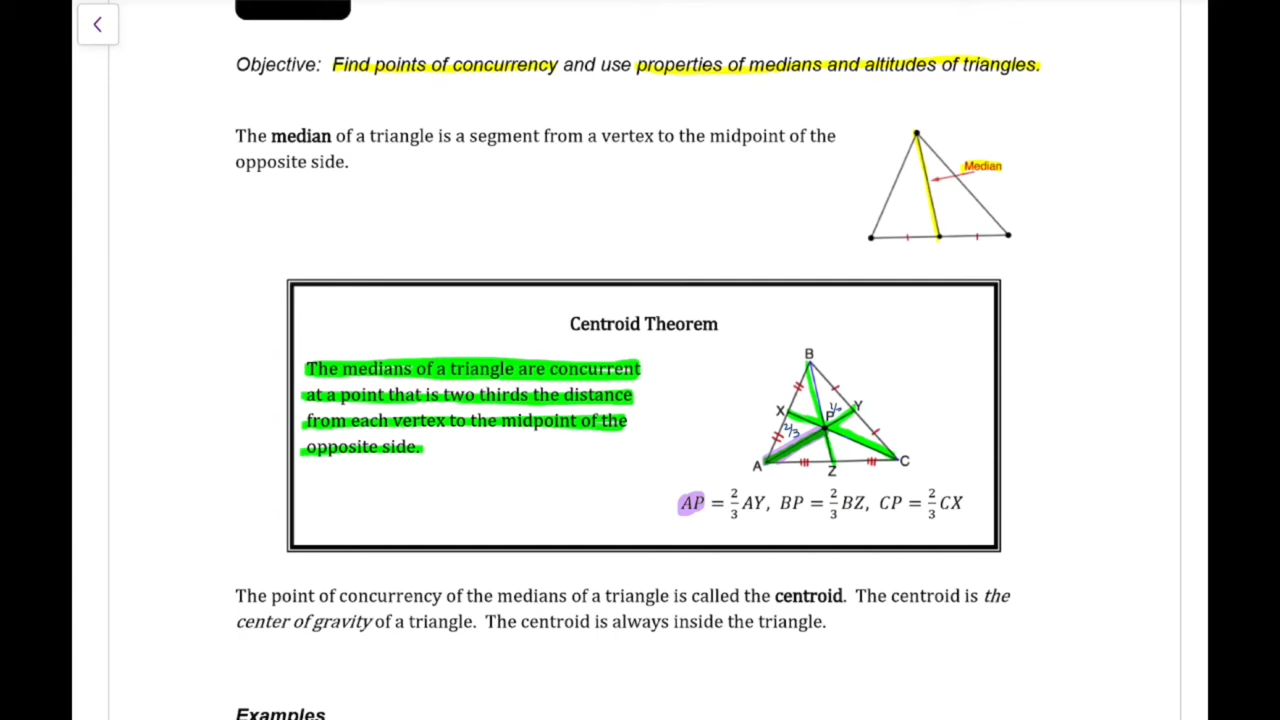 Objective: Find points of concurrency and use properties of medians and altitudes of triangles.
The median of a triangle is a segment from a vertex to the midpoint of the
opposite side.
Median
Centroid Theorem
The medians of a triangle are concurrent
at a point that is two thirds the distance
from each vertex to the midpoint of the
opposite side.
B
X
P
Y
2/3
A
Z
C
AP = 2/3 AY, BP = 2/3 BZ, CP = 2/3 CX
The point of concurrency of the medians of a triangle is called the centroid. The centroid is the
center of gravity of a triangle. The centroid is always inside the triangle.
Examples